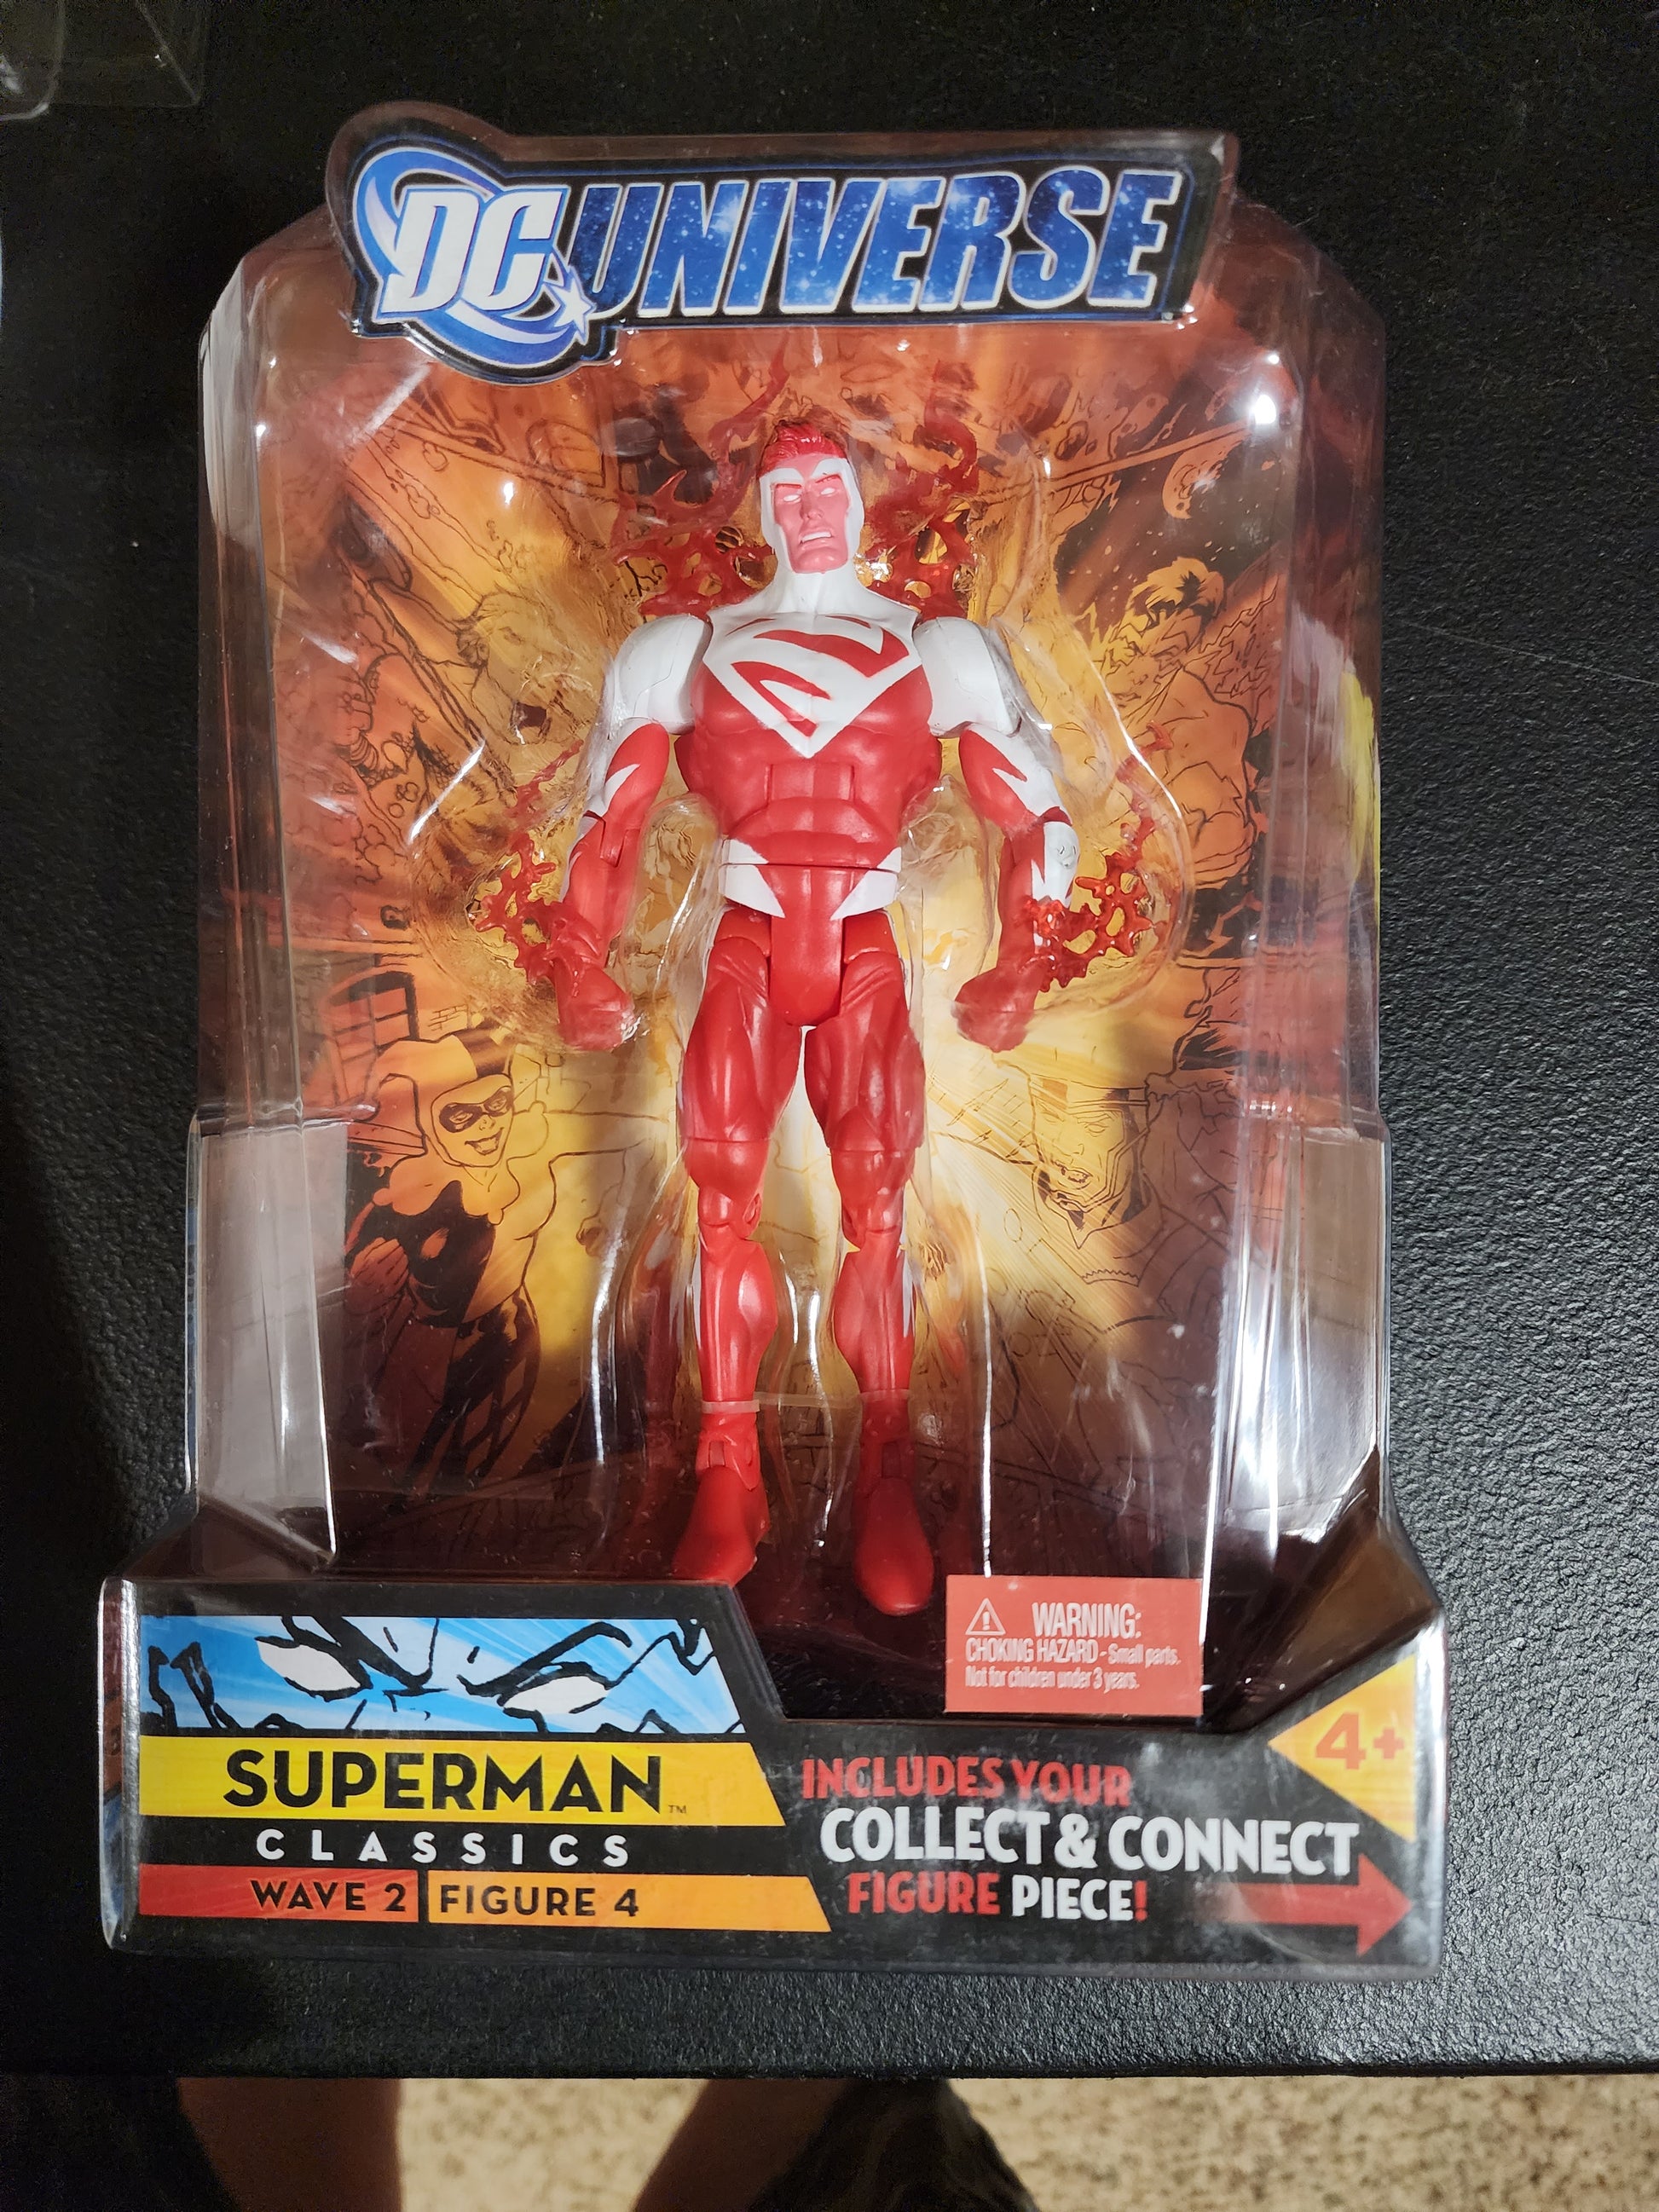 DC UNIVERSE
WARNING:
CHOKING HAZARD - Small parts.
Not for children under 3 years.
4+
SUPERMAN™
CLASSICS
WAVE 2 FIGURE 4
INCLUDES YOUR
COLLECT & CONNECT
FIGURE PIECE!